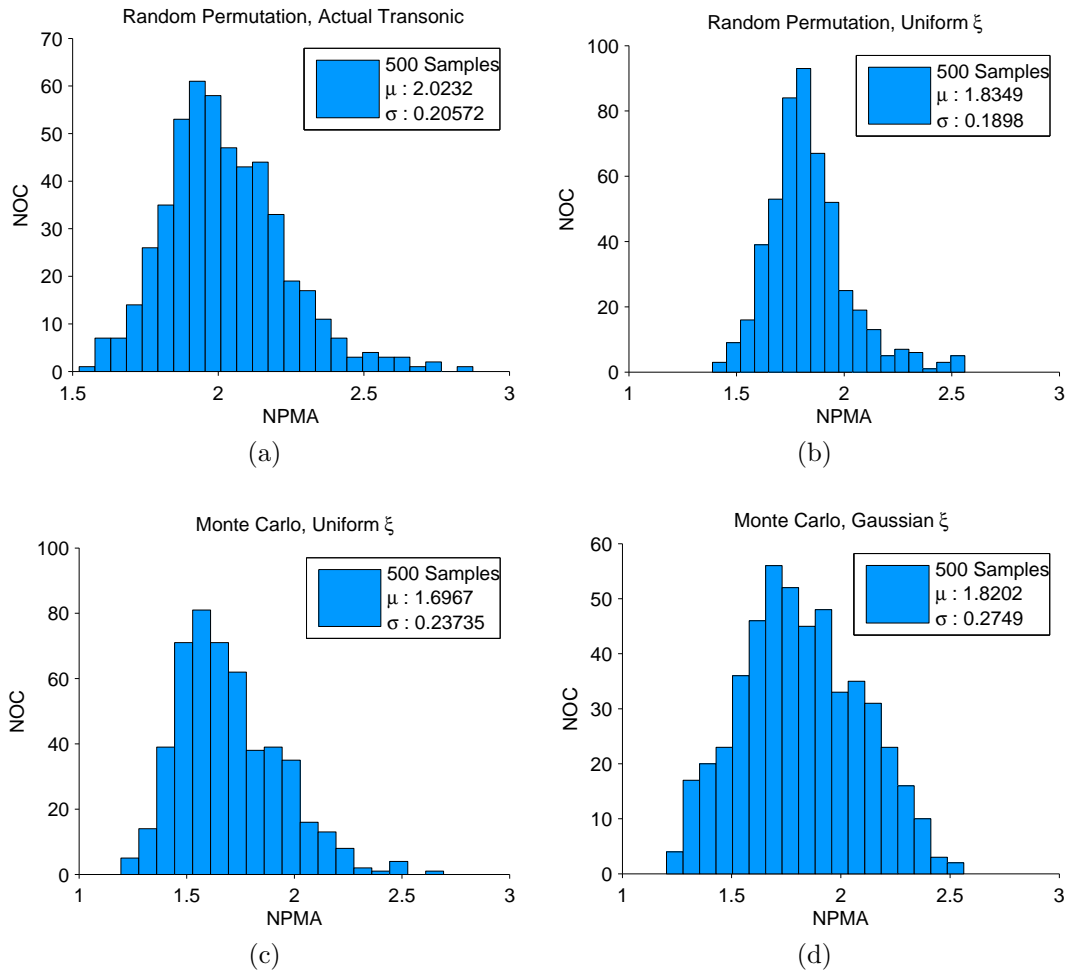 Random Permutation, Actual Transonic
70
60
50
40
30
20
10
0
NOC
500 Samples
μ : 2.0232
σ : 0.20572
1.5 2 2.5 3
NPMA
(a)
Random Permutation, Uniform ξ
100
80
60
40
20
0
NOC
500 Samples
μ : 1.8349
σ : 0.1898
1 1.5 2 2.5 3
NPMA
(b)
Monte Carlo, Uniform ξ
100
80
60
40
20
0
NOC
500 Samples
μ : 1.6967
σ : 0.23735
1 1.5 2 2.5 3
NPMA
(c)
Monte Carlo, Gaussian ξ
60
50
40
30
20
10
0
NOC
500 Samples
μ : 1.8202
σ : 0.2749
1 1.5 2 2.5 3
NPMA
(d)